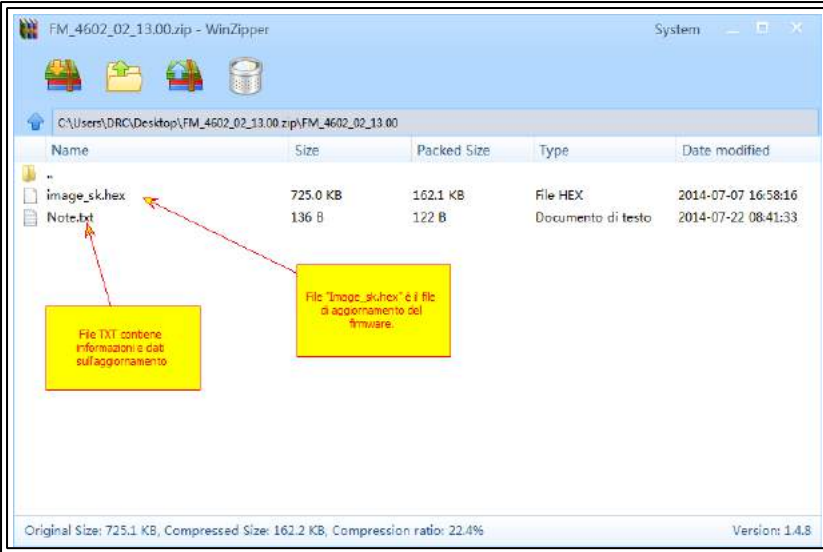 FM_4602_02_13.00.zip - WinZipper
System
C:\Users\DRC\Desktop\FM_4602_02_13.00.zip\FM_4602_02_13.00
Name Size Packed Size Type Date modified
..
image_sk.hex 725.0 KB 162.1 KB File HEX 2014-07-07 16:58:16
Note.txt 136 B 122 B Documento di testo 2014-07-22 08:41:33
File "Image_sk.hex" è il file
di aggiornamento del
firmware.
File TXT contiene
informazioni e dati
sull'aggiornamento
Original Size: 725.1 KB, Compressed Size: 162.2 KB, Compression ratio: 22.4%
Version: 1.4.8